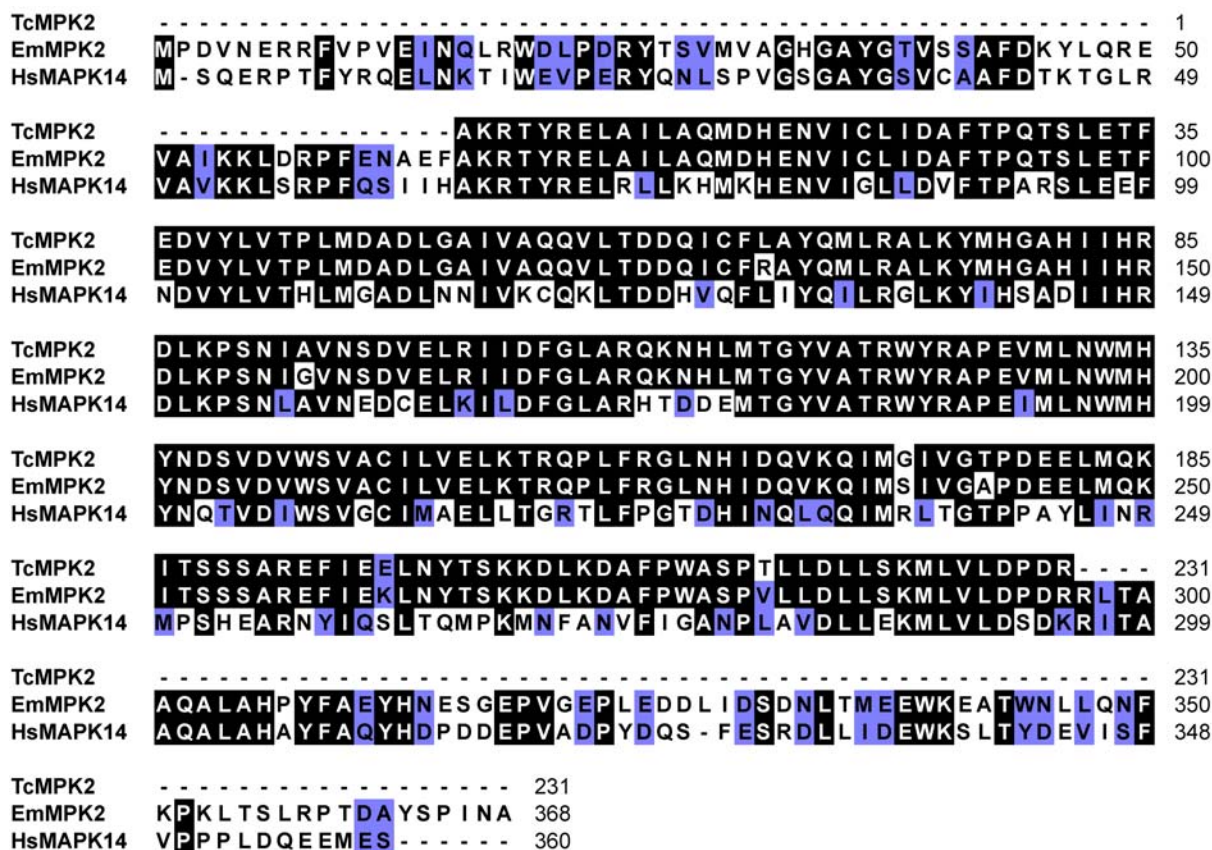 TcMPK2 - - - - - - - - - - - - - - - - - - - - - - - - - - - - - - - - - - - - - - - - - - - - - - - - - - 1
EmMPK2 MPDVNERRFVPVEINQLRWDLPDRYTSVMVAGHGAYGTVSSAFDKYLQRE 50
HsMAPK14 M-SQERPTFYRQELNKTIWEVPERYQNLSPVGSGAYGSVCAAFDTKTGLR 49
TcMPK2 - - - - - - - - - - - - - - - AKRTYRELAILAQMDHENVICLIDAFTPQTSLETF 35
EmMPK2 VAIKKLDRPFENAEFAKRTYRELAILAQMDHENVICLIDAFTPQTSLETF 100
HsMAPK14 VAVKKLSRPFQSIIHAKRTYRELRLLKHMKHENVIGLLDVFTPARSLEEF 99
TcMPK2 EDVYLVTPLMDADLGAIVAQQVLTDDQICFLAYQMLRALKYMHGAHIIHR 85
EmMPK2 EDVYLVTPLMDADLGAIVAQQVLTDDQICFRAYQMLRALKYMHGAHIIHR 150
HsMAPK14 NDVYLVTHLMGADLNNIVKCQKLTDDHVQFLIYQILRGLKYIHSADIIHR 149
TcMPK2 DLKPSNIAVNSDVELRIIDFGLARQKNHLMTGYVATRWYRAPEVMLNWMH 135
EmMPK2 DLKPSNIGVNSDVELRIIDFGLARQKNHLMTGYVATRWYRAPEVMLNWMH 200
HsMAPK14 DLKPSNLAVNEDCELKILDFGLARHTDDEMTGYVATRWYRAPEIMLNWMH 199
TcMPK2 YNDSVDVWSVACILVELKTRQPLFRGLNHIDQVKQIMGIVGTPDEELMQK 185
EmMPK2 YNDSVDVWSVACILVELKTRQPLFRGLNHIDQVKQIMSIVGAPDEELMQK 250
HsMAPK14 YNQTVDIWSVGCIMAELLTGRTLFPGTDHINQLQQIMRLTGTPPAYLINR 249
TcMPK2 ITSSSAREFIEELNYTSKKDLKDAFPWASPTLLDLLSKMLVLDPDR- - - - 231
EmMPK2 ITSSSAREFIEKLNYTSKKDLKDAFPWASPVLLDLLSKMLVLDPDRRLTA 300
HsMAPK14 MPSHEARNYIQSLTQMPKMNFANVFIGANPLAVDLLEKMLVLDSDKRITA 299
TcMPK2 - - - - - - - - - - - - - - - - - - - - - - - - - - - - - - - - - - - - - - - - - - - - - - - - - - 231
EmMPK2 AQALAHPYFAEYHNESGEPVGEPLEDDLIDSDNLTMEEWKEATWNLLQNF 350
HsMAPK14 AQALAHAYFAQYHDPDDEPVADPYDQS-FESRDLLIDEWKSLTYDEVISF 348
TcMPK2 - - - - - - - - - - - - - - - - - - 231
EmMPK2 KPKLTSLRPTDAYSPINA 368
HsMAPK14 VPPPLDQEEMES- - - - - - 360